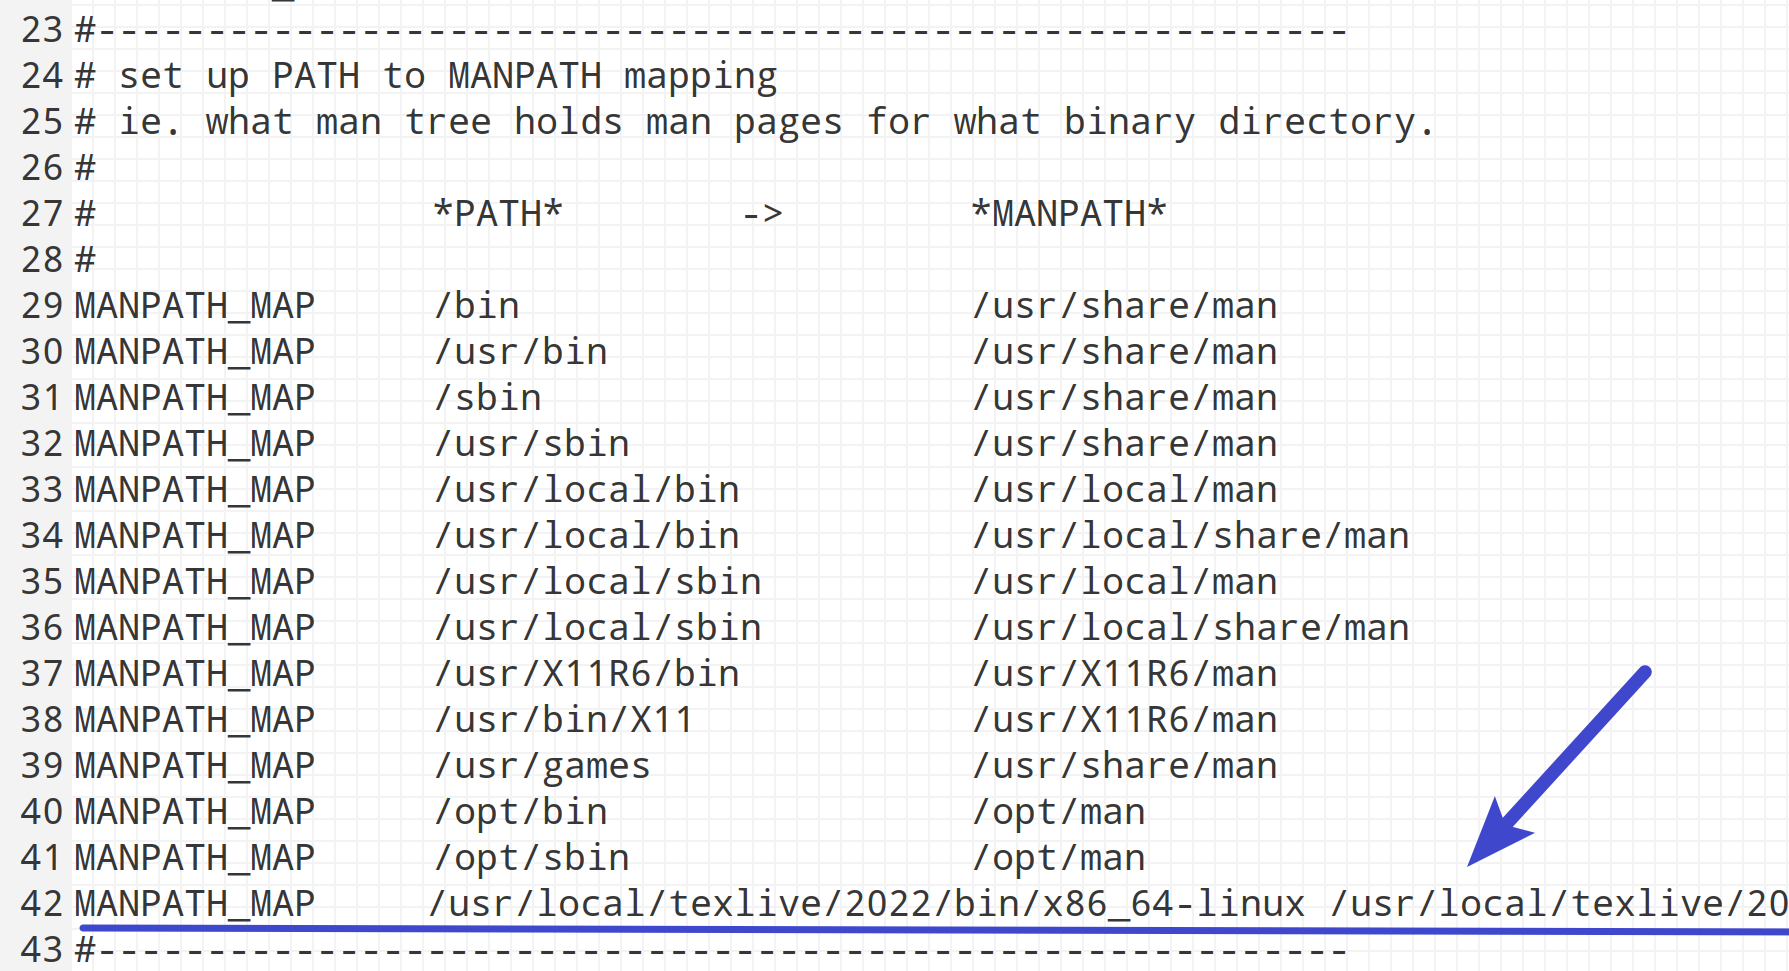 23 #---------------------------------------------------------
24 # set up PATH to MANPATH mapping
25 # ie. what man tree holds man pages for what binary directory.
26 #
27 #               *PATH*        ->        *MANPATH*
28 #
29 MANPATH_MAP     /bin                    /usr/share/man
30 MANPATH_MAP     /usr/bin                /usr/share/man
31 MANPATH_MAP     /sbin                   /usr/share/man
32 MANPATH_MAP     /usr/sbin               /usr/share/man
33 MANPATH_MAP     /usr/local/bin          /usr/local/man
34 MANPATH_MAP     /usr/local/bin          /usr/local/share/man
35 MANPATH_MAP     /usr/local/sbin         /usr/local/man
36 MANPATH_MAP     /usr/local/sbin         /usr/local/share/man
37 MANPATH_MAP     /usr/X11R6/bin          /usr/X11R6/man
38 MANPATH_MAP     /usr/bin/X11            /usr/X11R6/man
39 MANPATH_MAP     /usr/games              /usr/share/man
40 MANPATH_MAP     /opt/bin                /opt/man
41 MANPATH_MAP     /opt/sbin               /opt/man
42 MANPATH_MAP     /usr/local/texlive/2022/bin/x86_64-linux /usr/local/texlive/20
43 #---------------------------------------------------------